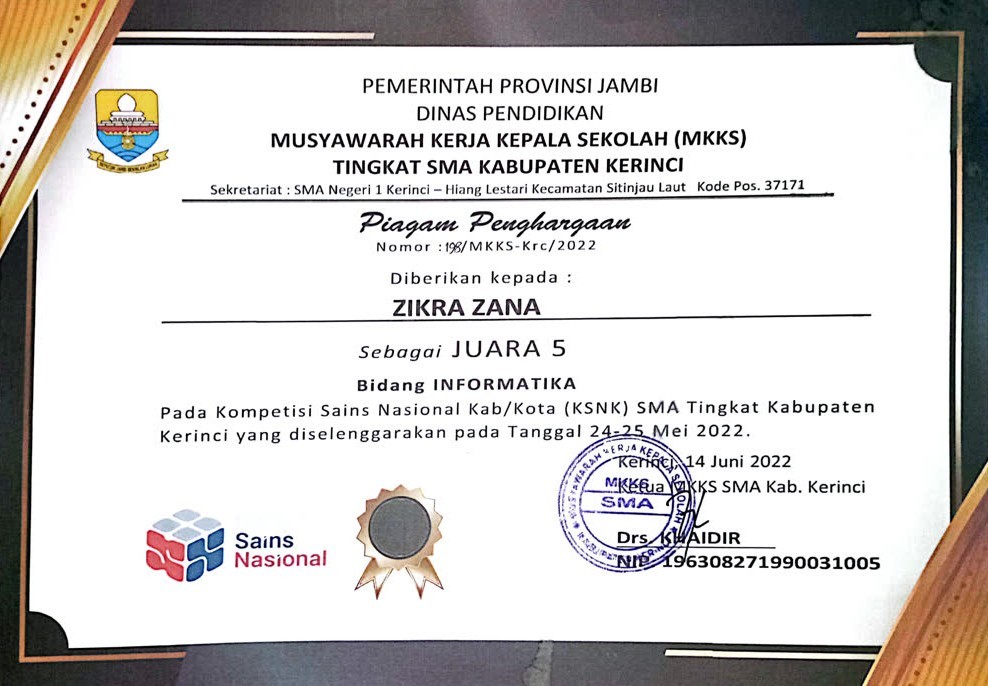 PEMERINTAH PROVINSI JAMBI
DINAS PENDIDIKAN
MUSYAWARAH KERJA KEPALA SEKOLAH (MKKS)
TINGKAT SMA KABUPATEN KERINCI
Sekretariat : SMA Negeri 1 Kerinci – Hiang Lestari Kecamatan Sitinjau Laut Kode Pos. 37171
Piagam Penghargaan
Nomor : 198/MKKS-Krc/2022
Diberikan kepada :
ZIKRA ZANA
Sebagai JUARA 5
Bidang INFORMATIKA
Pada Kompetisi Sains Nasional Kab/Kota (KSNK) SMA Tingkat Kabupaten
Kerinci yang diselenggarakan pada Tanggal 24-25 Mei 2022.
Kerinci, 14 Juni 2022
Ketua MKKS SMA Kab. Kerinci
MUSYAWARAH KERJA KEPALA SEKOLAH
MKKS
SMA
Drs. KHAIDIR
NIP. 196308271990031005
Sains
Nasional